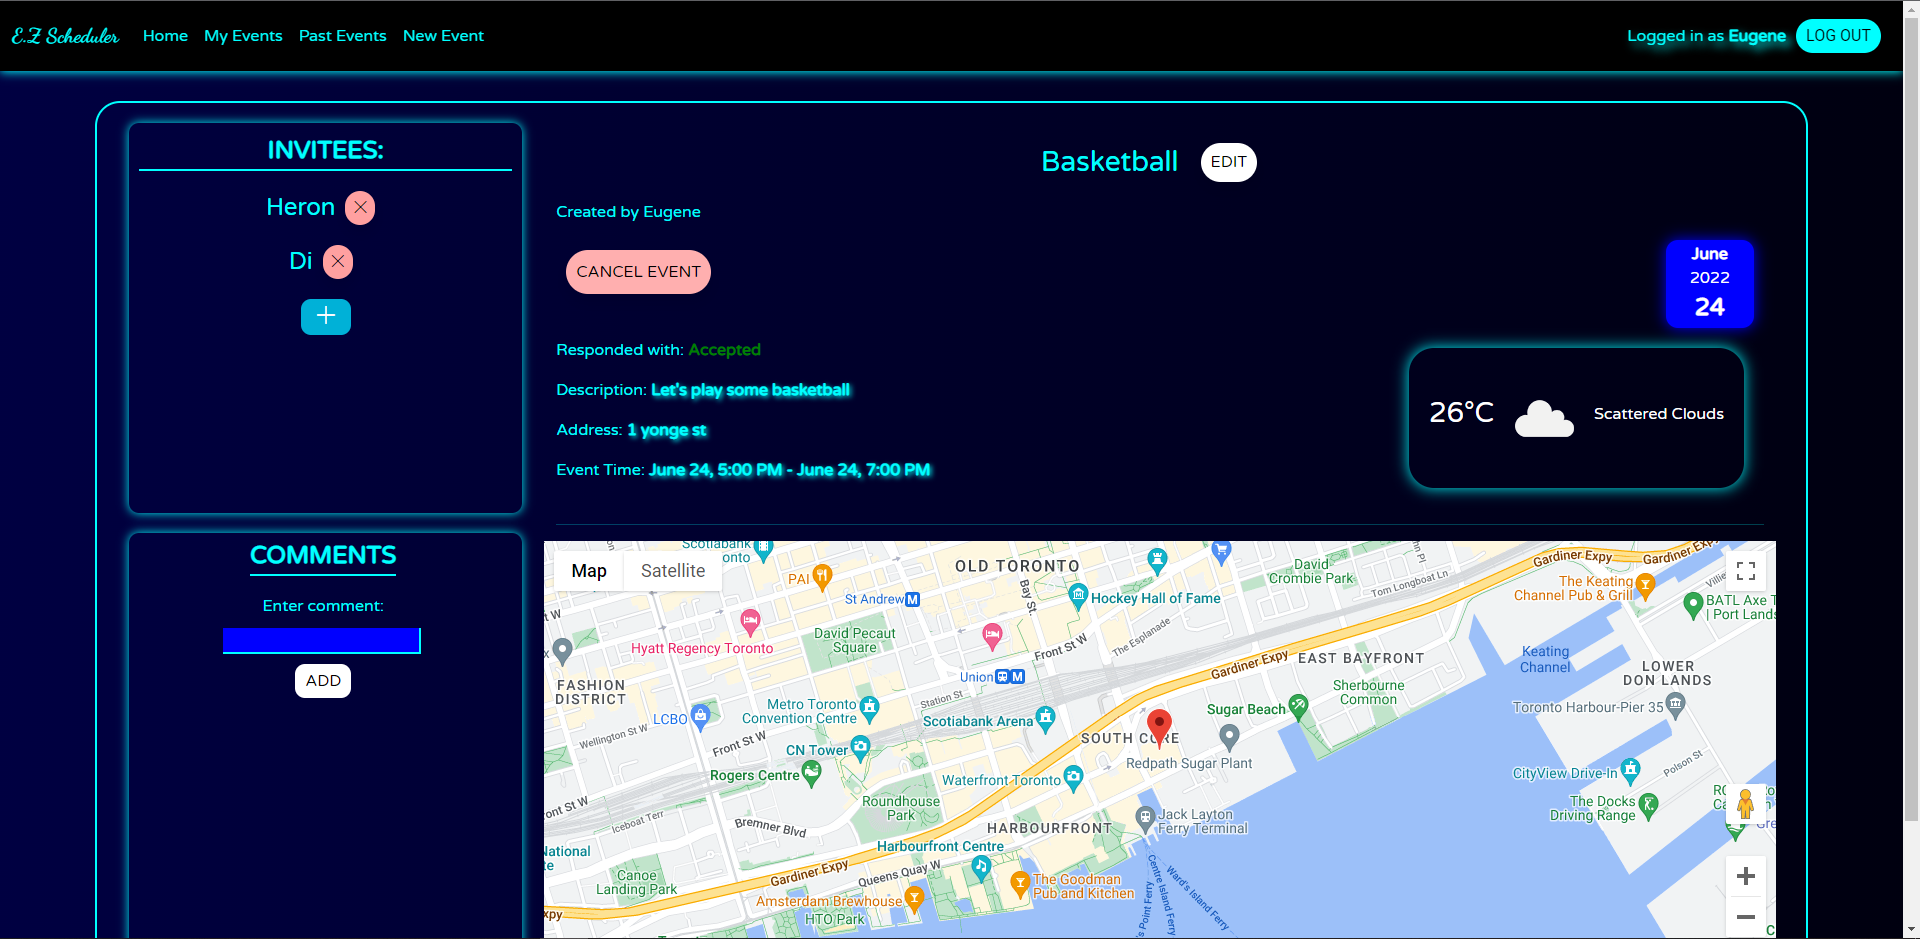 E.Z Scheduler
Home
My Events
Past Events
New Event
Logged in as Eugene
LOG OUT
INVITEES:
Heron
Di
COMMENTS
Enter comment:
ADD
Basketball
EDIT
Created by Eugene
CANCEL EVENT
June
2022
24
Responded with: Accepted
Description: Let's play some basketball
Address: 1 yonge st
Event Time: June 24, 5:00 PM - June 24, 7:00 PM
26°C
Scattered Clouds
Map
Satellite
Scotiabank
PAI
St Andrew
M
OLD TORONTO
Bay St.
Hockey Hall of Fame
David
Crombie Park
Tom Longboat Ln
Gardiner Expy
Gardiner Expy
The Keating
Channel Pub & Grill
BATL Axe T
Port Lands
Hyatt Regency Toronto
David Pecaut
Square
Front St W
The Esplanade
Gardiner Expy
EAST BAYFRONT
Keating
Channel
LOWER
DON LANDS
FASHION
DISTRICT
Union
M
Station St
Sherbourne
Common
LCBO
Metro Toronto
Convention Centre
Scotiabank Arena
Sugar Beach
Toronto Harbour-Pier 35
Wellington St W
Front St W
CN Tower
SOUTH CORE
Redpath Sugar Plant
Rogers Centre
Waterfront Toronto
CityView Drive-In
Polson St
Roundhouse
Park
The Docks
Driving Range
Front St W
Iceboat Terr
Bremner Blvd
HARBOURFRONT
Jack Layton
Ferry Terminal
Harbourfront Centre
Gardiner Expy
Queens Quay W
Canoe
Landing Park
The Goodman
Pub and Kitchen
Amsterdam Brewhouse
HTO Park
Centre Island Ferry
Ward's Island Ferry